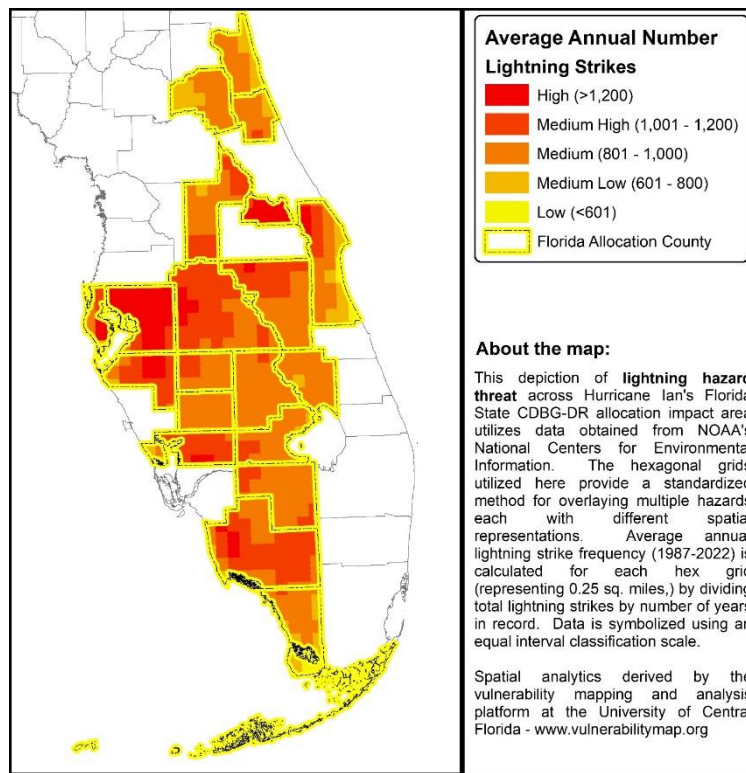 Average Annual Number
Lightning Strikes
High (>1,200)
Medium High (1,001 - 1,200)
Medium (801 - 1,000)
Medium Low (601 - 800)
Low (<601)
Florida Allocation County
About the map:
This depiction of lightning hazard
threat across Hurricane Ian's Florida
State CDBG-DR allocation impact area
utilizes data obtained from NOAA's
National Centers for Environmental
Information. The hexagonal grids
utilized here provide a standardized
method for overlaying multiple hazards
each with different spatial
representations. Average annual
lightning strike frequency (1987-2022) is
calculated for each hex grid
(representing 0.25 sq. miles,) by dividing
total lightning strikes by number of years
in record. Data is symbolized using an
equal interval classification scale.
Spatial analytics derived by the
vulnerability mapping and analysis
platform at the University of Central
Florida - www.vulnerabilitymap.org